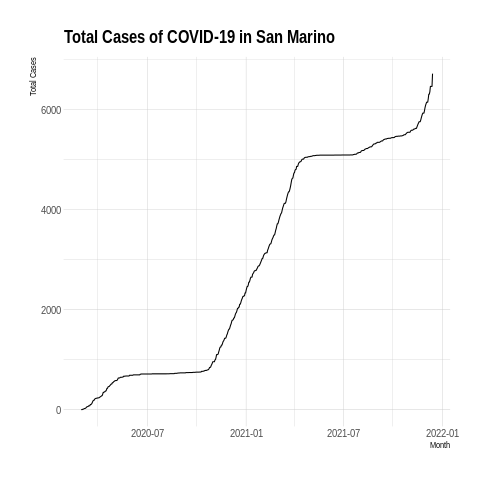 Total Cases of COVID-19 in San Marino
Total Cases
6000
4000
2000
0
2020-07 2021-01 2021-07 2022-01
Month